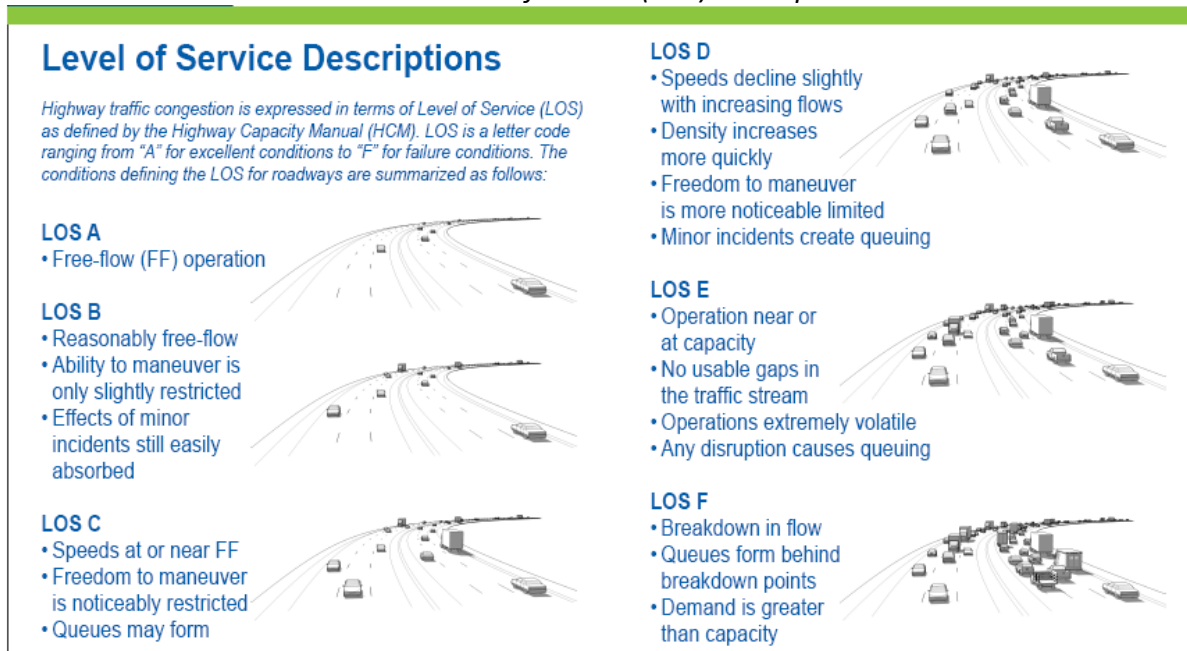 Level of Service Descriptions
Highway traffic congestion is expressed in terms of Level of Service (LOS)
as defined by the Highway Capacity Manual (HCM). LOS is a letter code
ranging from “A” for excellent conditions to “F” for failure conditions. The
conditions defining the LOS for roadways are summarized as follows:
LOS A
• Free-flow (FF) operation
LOS B
• Reasonably free-flow
• Ability to maneuver is
only slightly restricted
• Effects of minor
incidents still easily
absorbed
LOS C
• Speeds at or near FF
• Freedom to maneuver
is noticeably restricted
• Queues may form
LOS D
• Speeds decline slightly
with increasing flows
• Density increases
more quickly
• Freedom to maneuver
is more noticeable limited
• Minor incidents create queuing
LOS E
• Operation near or
at capacity
• No usable gaps in
the traffic stream
• Operations extremely volatile
• Any disruption causes queuing
LOS F
• Breakdown in flow
• Queues form behind
breakdown points
• Demand is greater
than capacity